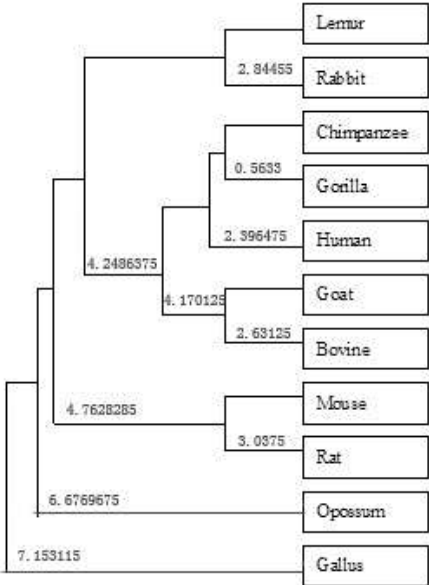 Lemur
2.84455
Rabbit
Chimpanzee
0.5633
Gorilla
2.396475
Human
4.2486375
Goat
4.170125
2.63125
Bovine
Mouse
4.7628285
3.0375
Rat
6.6769675
Opossum
7.153115
Gallus